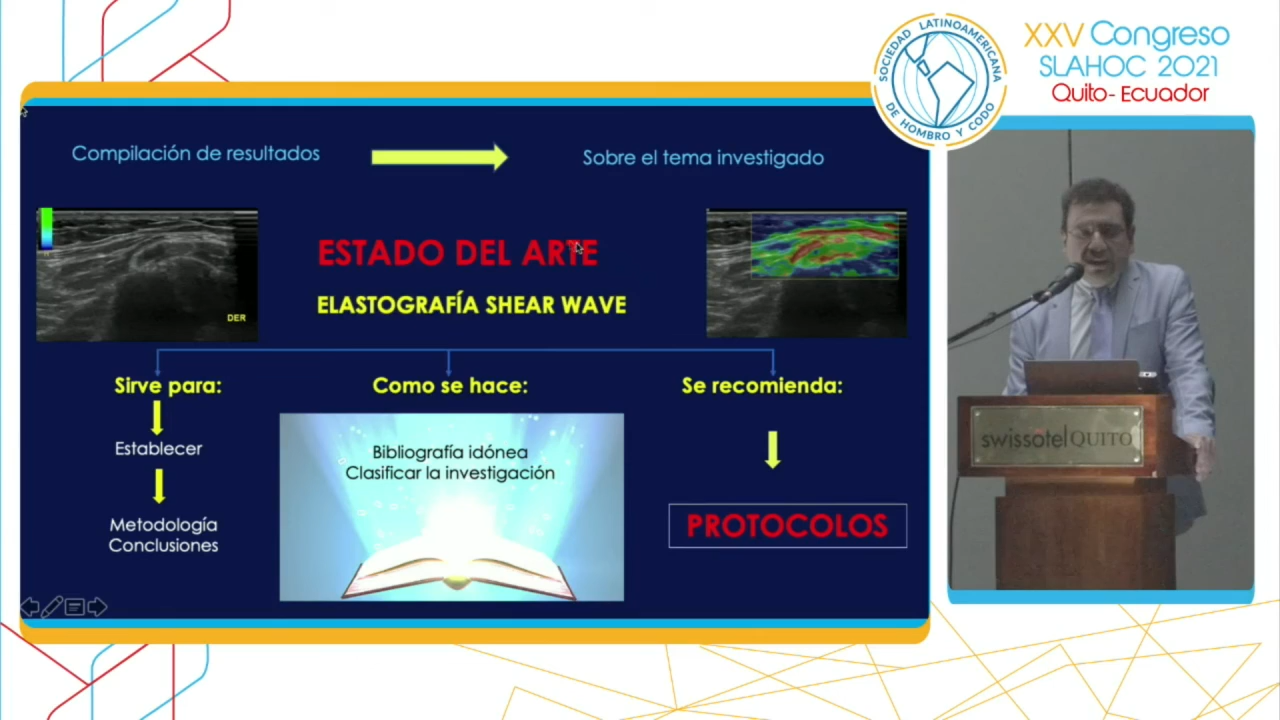 SOCIEDAD LATINOAMERICANA
DE HOMBRO Y CODO
XXV Congreso
SLAHOC 2021
Quito- Ecuador
Compilación de resultados
Sobre el tema investigado
ESTADO DEL ARTE
ELASTOGRAFÍA SHEAR WAVE
DER
Sirve para:
Establecer
Metodología
Conclusiones
Como se hace:
Bibliografía idónea
Clasificar la investigación
Se recomienda:
PROTOCOLOS
swissotel QUITO